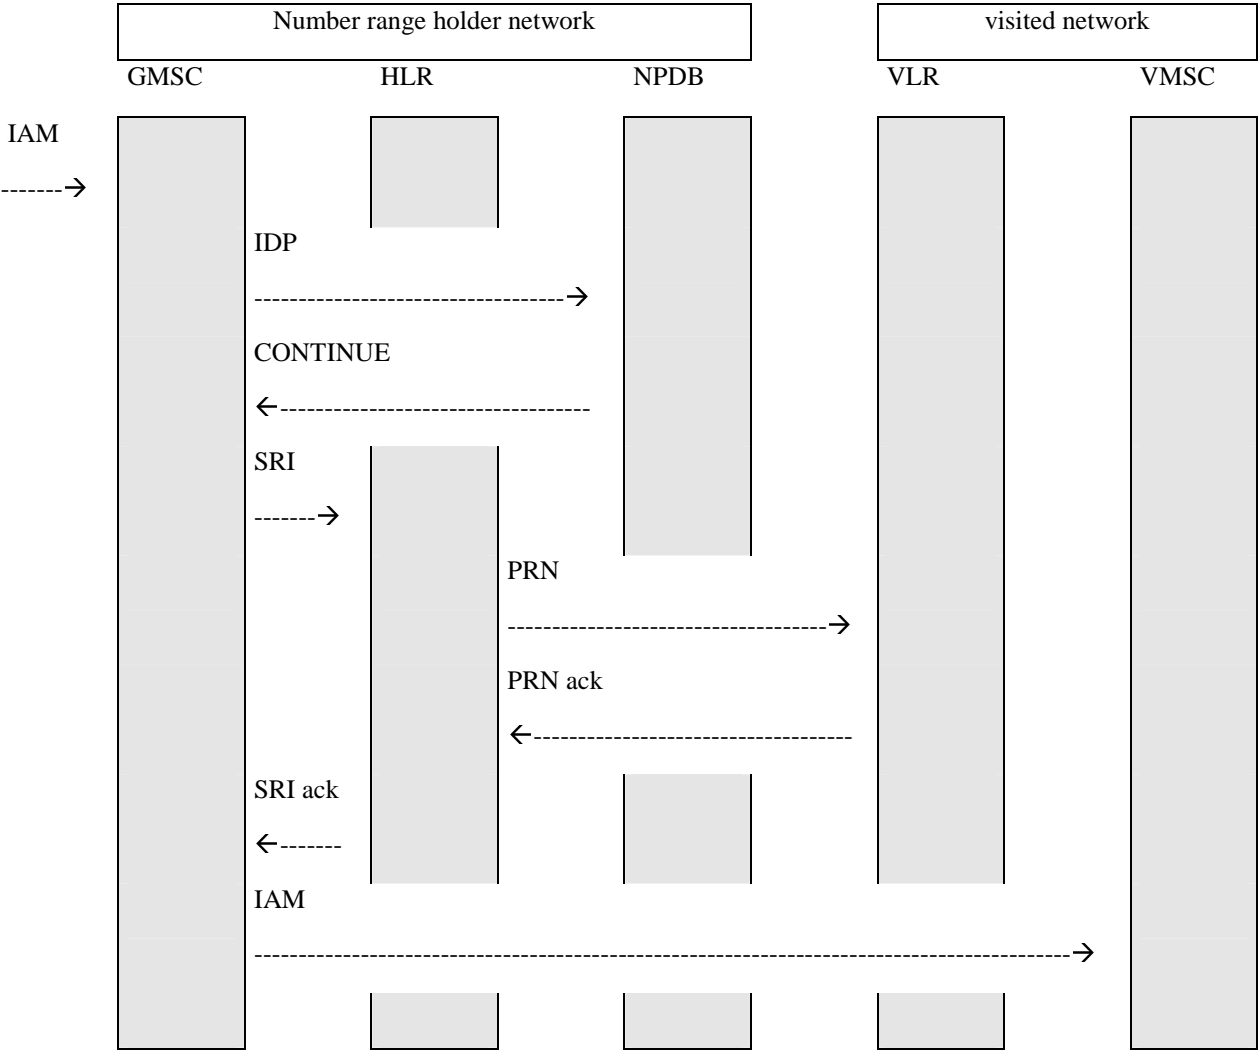 Number range holder network visited network
GMSC HLR NPDB VLR VMSC
IAM
IDP
CONTINUE
SRI
PRN
PRN ack
SRI ack
IAM